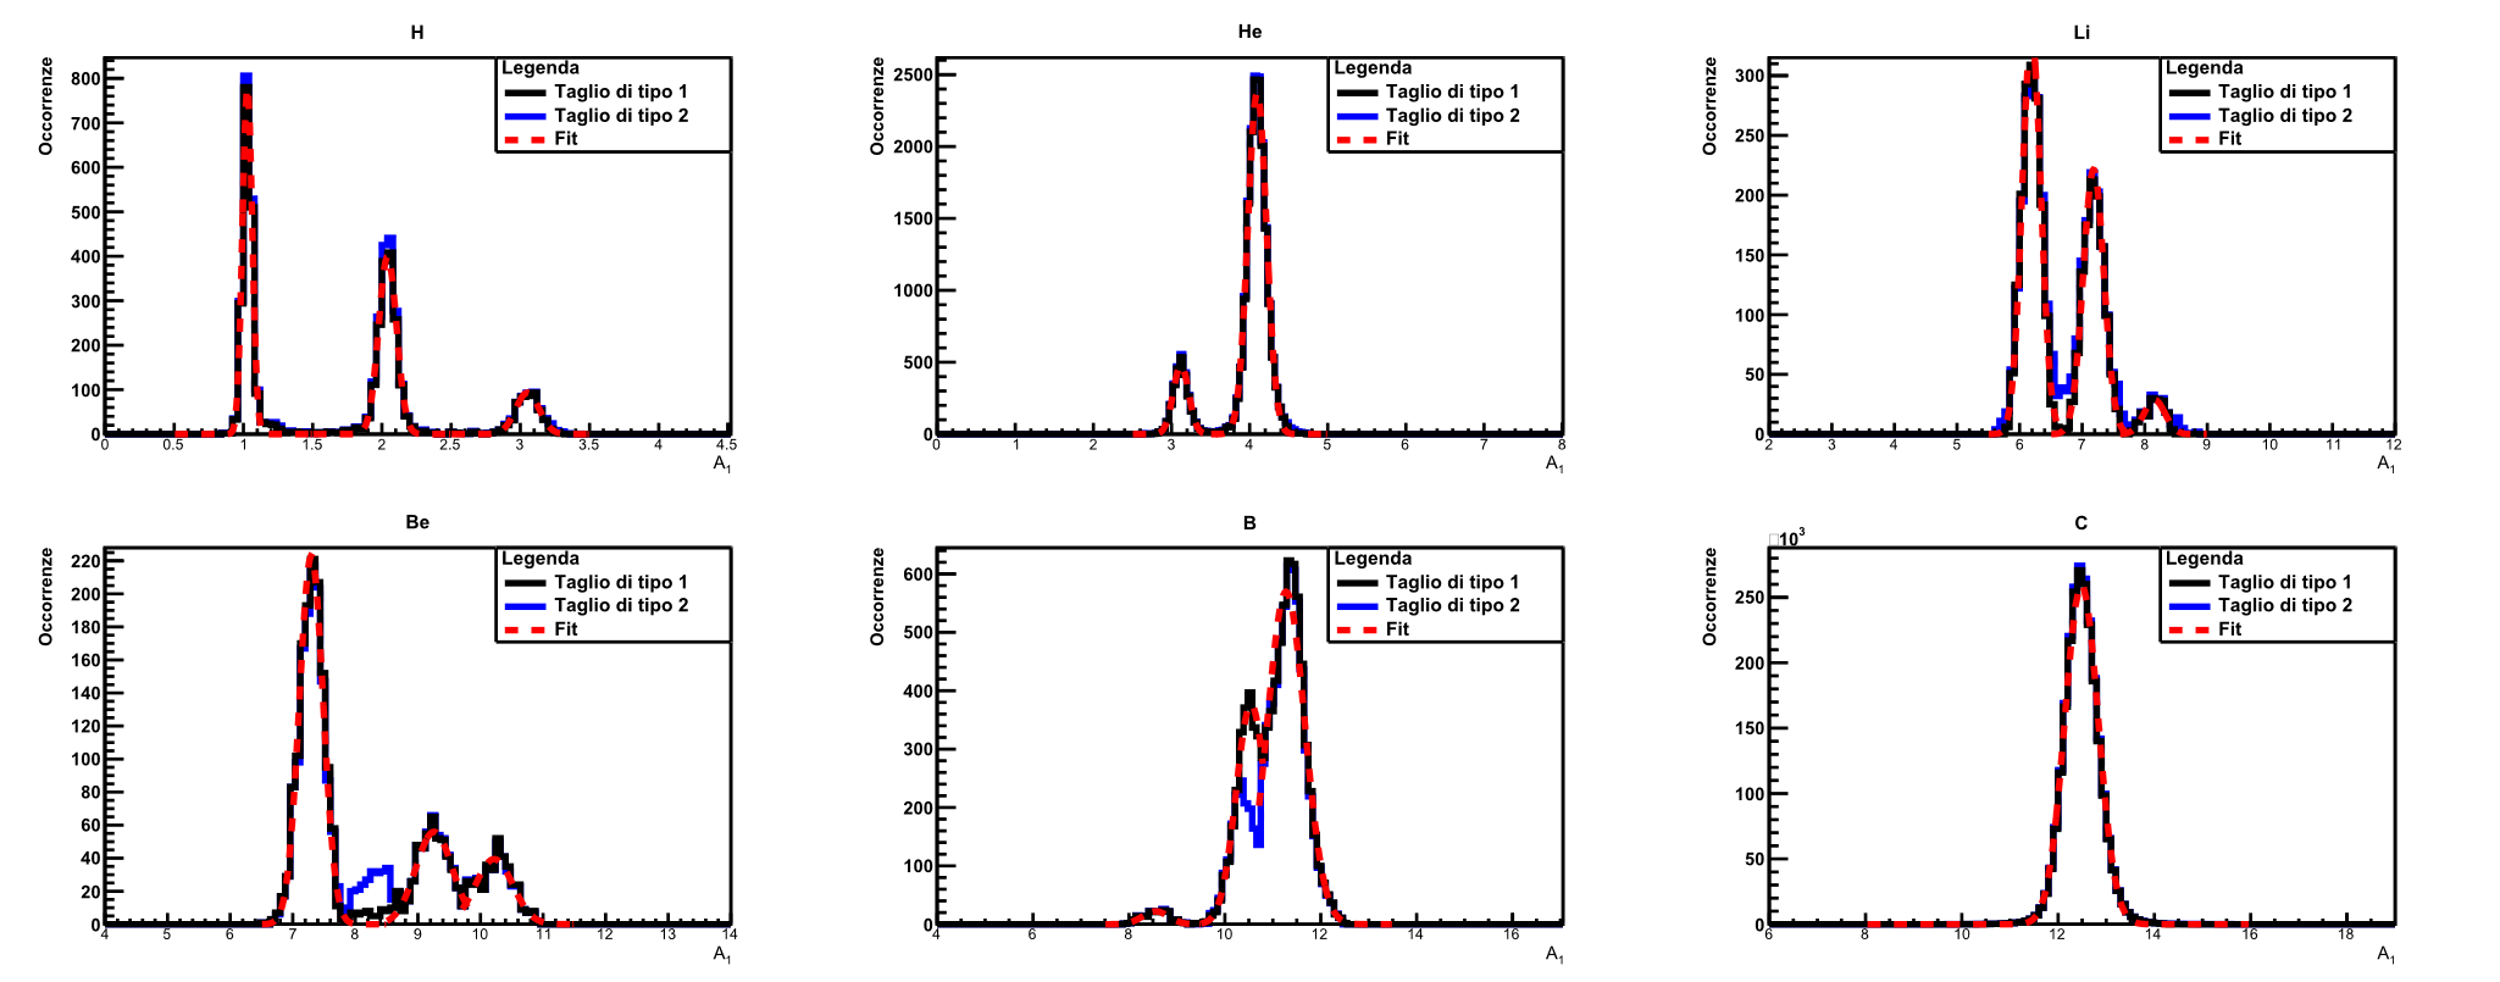 H
Occorrenze
Legenda
Taglio di tipo 1
Taglio di tipo 2
Fit
800
700
600
500
400
300
200
100
0
0 0.5 1 1.5 2 2.5 3 3.5 4 4.5
A1
He
Occorrenze
Legenda
Taglio di tipo 1
Taglio di tipo 2
Fit
2500
2000
1500
1000
500
0
0 1 2 3 4 5 6 7 8
A1
Li
Occorrenze
Legenda
Taglio di tipo 1
Taglio di tipo 2
Fit
300
250
200
150
100
50
0
2 3 4 5 6 7 8 9 10 11 12
A1
Be
Occorrenze
Legenda
Taglio di tipo 1
Taglio di tipo 2
Fit
220
200
180
160
140
120
100
80
60
40
20
0
4 5 6 7 8 9 10 11 12 13 14
A1
B
Occorrenze
Legenda
Taglio di tipo 1
Taglio di tipo 2
Fit
600
500
400
300
200
100
0
4 6 8 10 12 14 16
A1
C
10³
Occorrenze
Legenda
Taglio di tipo 1
Taglio di tipo 2
Fit
250
200
150
100
50
0
6 8 10 12 14 16 18
A1